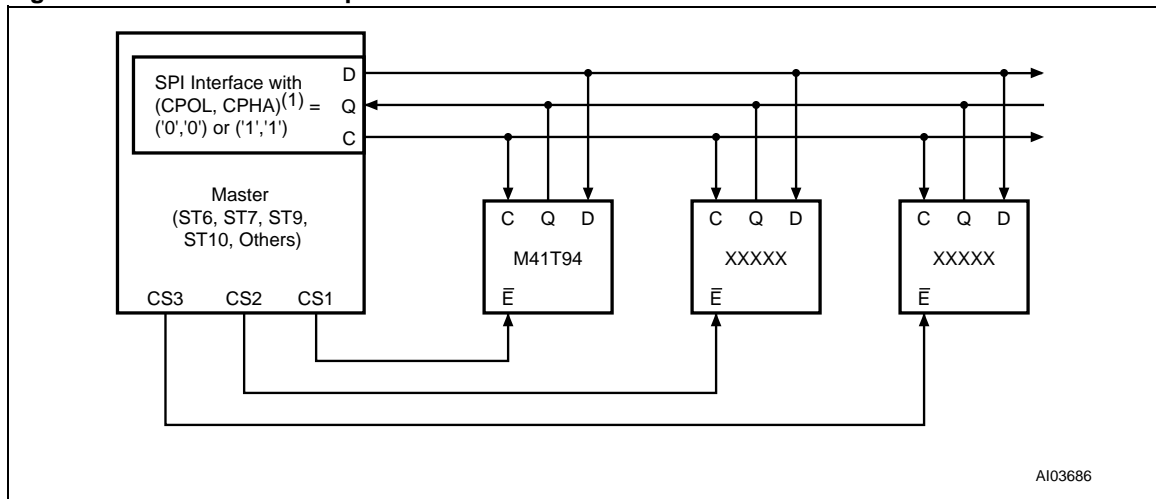 SPI Interface with
(CPOL, CPHA)(1) =
('0','0') or ('1','1')
D
Q
C
Master
(ST6, ST7, ST9,
ST10, Others)
CS3 CS2 CS1
C Q D
M41T94
E̅
C Q D
XXXXX
E̅
C Q D
XXXXX
E̅
AI03686